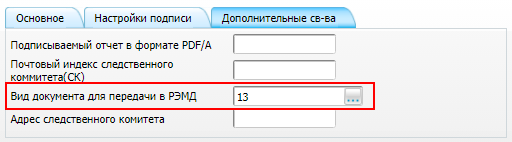 Основное Настройки подписи Дополнительные св-ва
Подписываемый отчет в формате PDF/A
Почтовый индекс следственного
коммитета(СК)
Вид документа для передачи в РЭМД 13 ...
Адрес следственного комитета